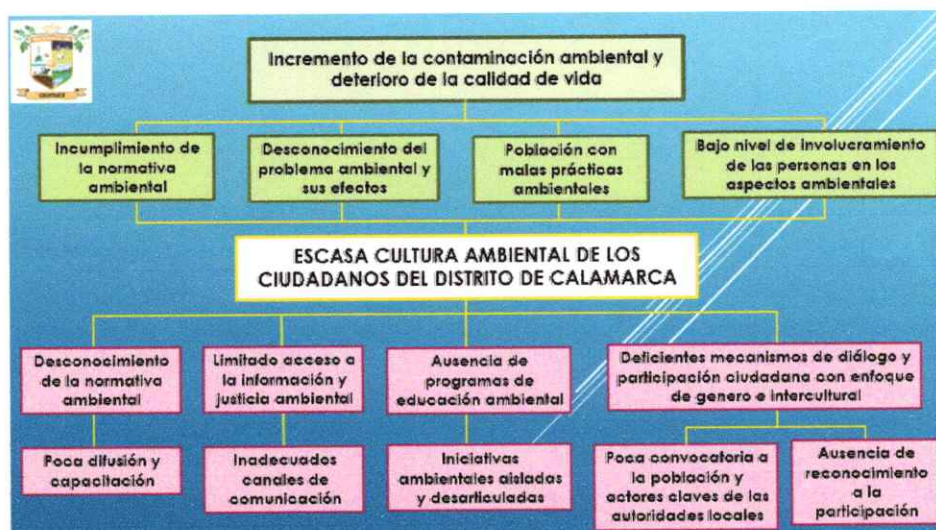 Incremento de la contaminación ambiental y
deterioro de la calidad de vida
Incumplimiento de
la normativa
ambiental
Desconocimiento del
problema ambiental y
sus efectos
Población con
malas prácticas
ambientales
Bajo nivel de involucramiento
de las personas en los
aspectos ambientales
ESCASA CULTURA AMBIENTAL DE LOS
CIUDADANOS DEL DISTRITO DE CALAMARCA
Desconocimiento
de la normativa
ambiental
Limitado acceso a
la información y
justicia ambiental
Ausencia de
programas de
educación ambiental
Deficientes mecanismos de diálogo y
participación ciudadana con enfoque
de genero e intercultural
Poca difusión y
capacitación
Inadecuados
canales de
comunicación
Iniciativas
ambientales aisladas y
desarticuladas
Poca convocatoria a
la población y
actores claves de las
autoridades locales
Ausencia de
reconocimiento
a la
participación